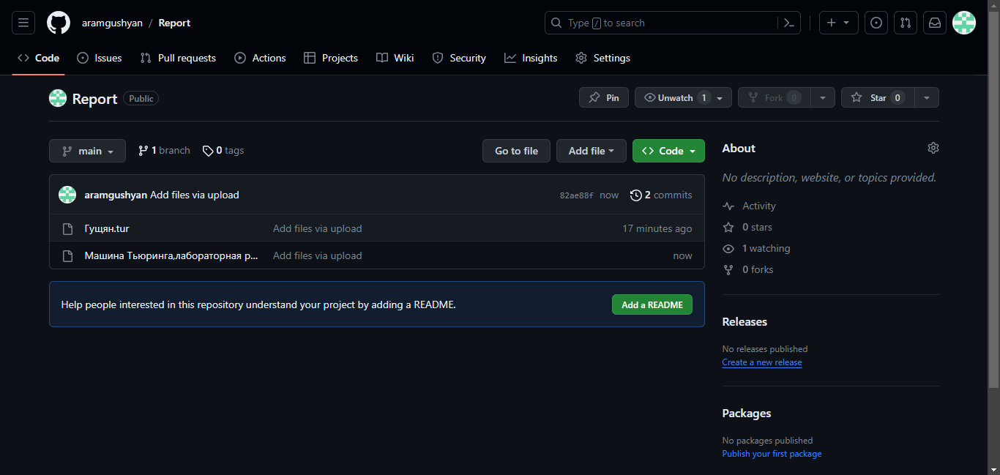 aramgushyan / Report
Type / to search
Code Issues Pull requests Actions Projects Wiki Security Insights Settings
Report Public
Pin Unwatch 1 Fork 0 Star 0
main 1 branch 0 tags Go to file Add file Code
aramgushyan Add files via upload 82ae88f now 2 commits
Гущян.tur Add files via upload 17 minutes ago
Машина Тьюринга,лабораторная р... Add files via upload now
Help people interested in this repository understand your project by adding a README. Add a README
About
No description, website, or topics provided.
Activity
0 stars
1 watching
0 forks
Releases
No releases published
Create a new release
Packages
No packages published
Publish your first package